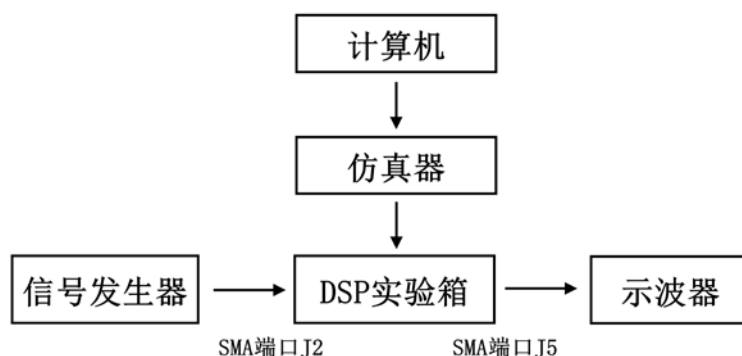 计算机
仿真器
信号发生器
DSP实验箱
示波器
SMA端口J2
SMA端口J5